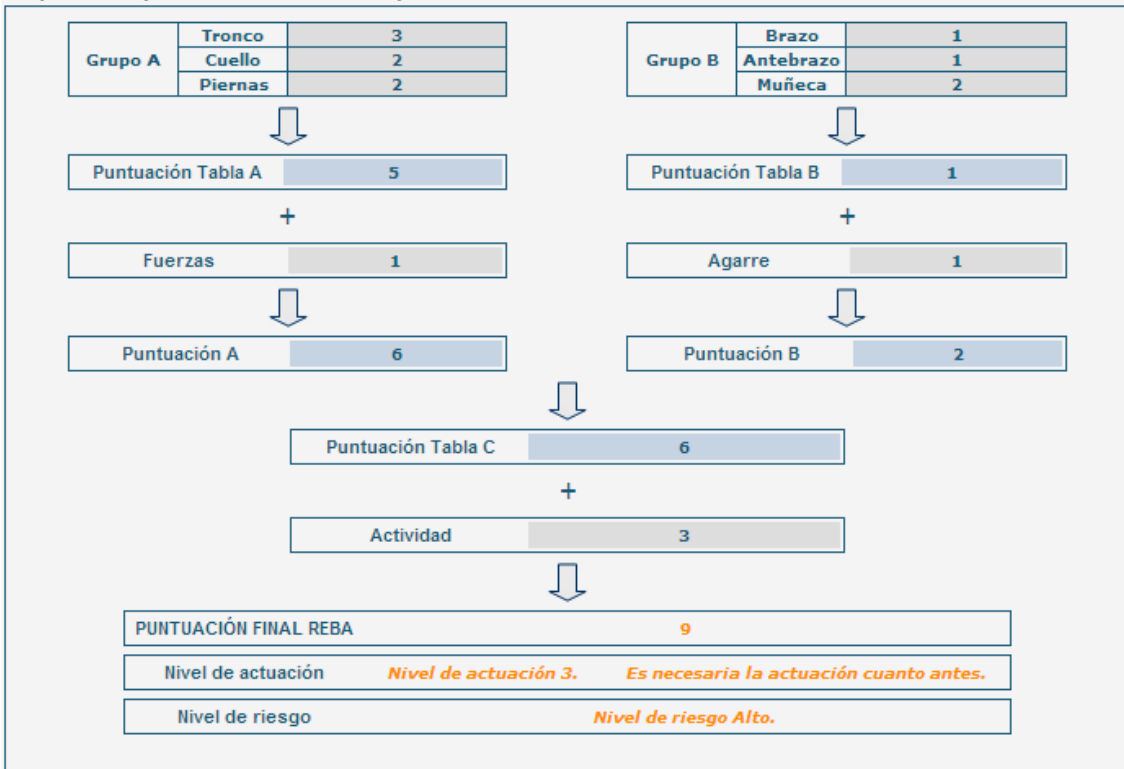 Grupo A
Tronco 3
Cuello 2
Piernas 2
Grupo B
Brazo 1
Antebrazo 1
Muñeca 2
Puntuación Tabla A 5
Puntuación Tabla B 1
+ +
Fuerzas 1
Agarre 1
Puntuación A 6
Puntuación B 2
Puntuación Tabla C 6
+
Actividad 3
PUNTUACIÓN FINAL REBA 9
Nivel de actuación Nivel de actuación 3. Es necesaria la actuación cuanto antes.
Nivel de riesgo Nivel de riesgo Alto.